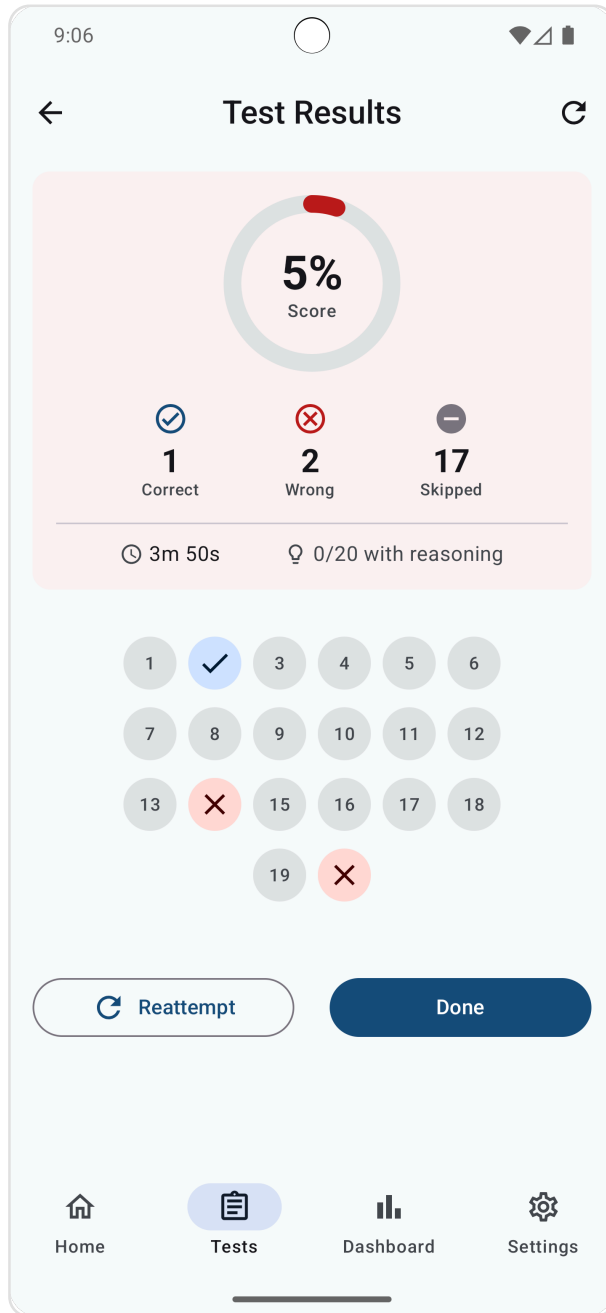 9:06
Test Results
5%
Score
1 2 17
Correct Wrong Skipped
3m 50s 0/20 with reasoning
1 3 4 5 6
7 8 9 10 11 12
13 15 16 17 18
19
Reattempt Done
Home Tests Dashboard Settings